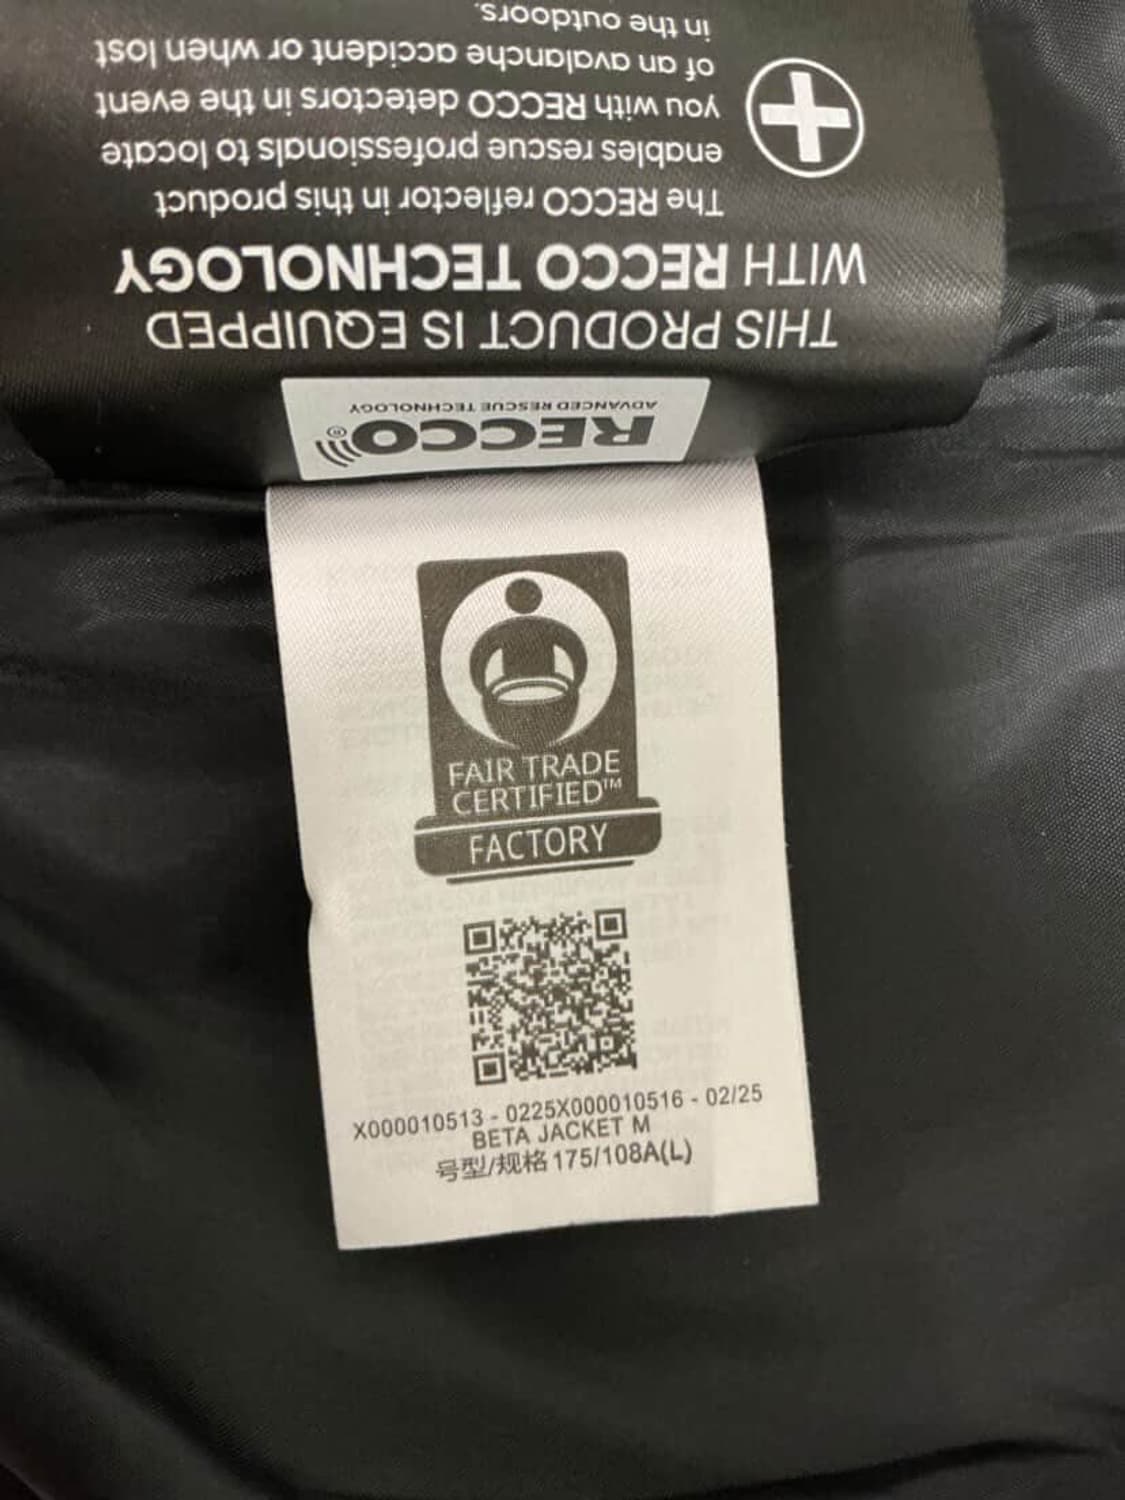 RECCO®
ADVANCED RESCUE TECHNOLOGY
THIS PRODUCT IS EQUIPPED
WITH RECCO TECHNOLOGY
The RECCO reflector in this product
enables rescue professionals to locate
you with RECCO detectors in the event
of an avalanche accident or when lost
in the outdoors.
FAIR TRADE
CERTIFIED™
FACTORY
X000010513 - 0225X000010516 - 02/25
BETA JACKET M
号型/规格 175/108A(L)